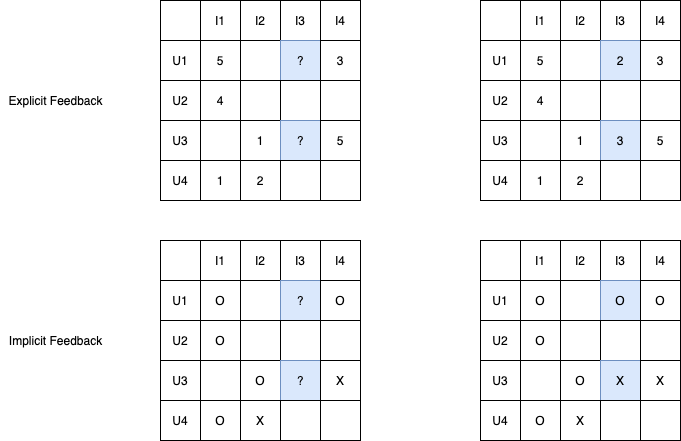 I1 I2 I3 I4 I1 I2 I3 I4
U1 5 ? 3 U1 5 2 3
Explicit Feedback U2 4 U2 4
U3 1 ? 5 U3 1 3 5
U4 1 2 U4 1 2
I1 I2 I3 I4 I1 I2 I3 I4
U1 O ? O U1 O O O
Implicit Feedback U2 O U2 O
U3 O ? X U3 O X X
U4 O X U4 O X